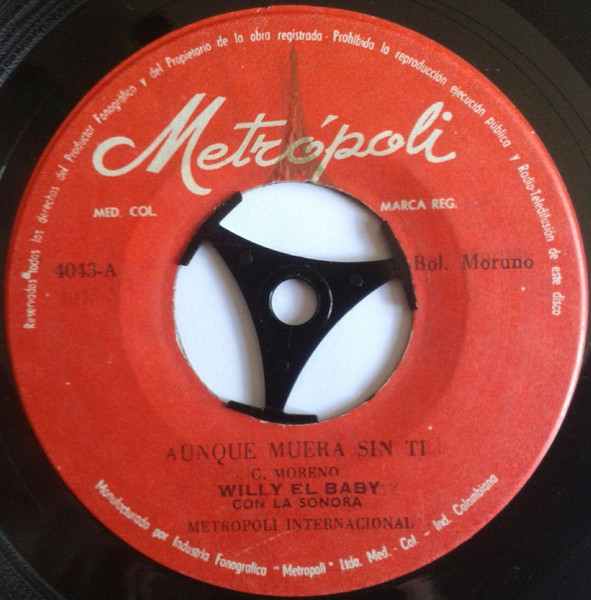 Reservados todos los derechos del Productor Fonográfico y del Propietario de la obra registrada - Prohibida la reproducción ejecución pública y Radio-Teledifusión de este disco
Metrópoli
MED. COL. MARCA REG.
4043-A Bol. Moruno
AUNQUE MUERA SIN TI
C. MORENO
WILLY EL BABY
CON LA SONORA
METROPOLI INTERNACIONAL
Manufacturado por Industria Fonografica "Metropoli" Ltda. Med. - Col. - Ind. Colombiana